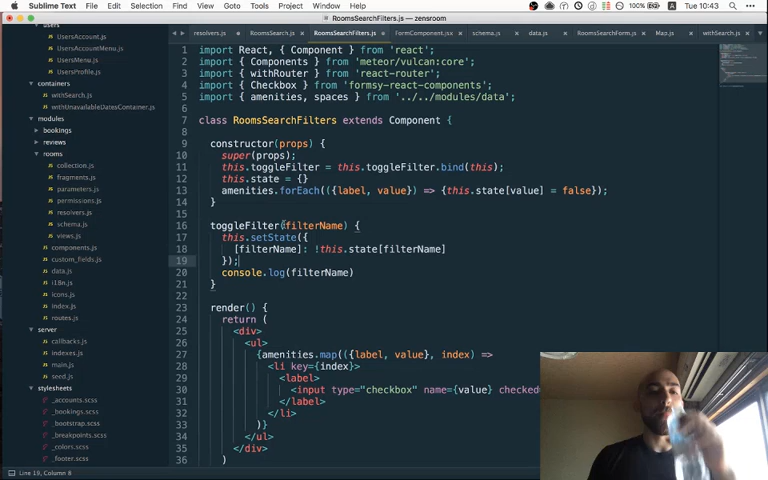 Sublime Text File Edit Selection Find View Goto Tools Project Window Help 100% Tue 10:43
RoomsSearchFilters.js — zensroom
resolvers.js RoomsSearch.js RoomsSearchFilters.js FormComponent.jsx schema.js data.js RoomsSearchForm.js Map.js withSearch.js
users
UsersAccount.js
UsersAccountMenu.js
UsersMenu.js
UsersProfile.js
containers
withSearch.js
withUnavailableDatesContainer.js
modules
bookings
reviews
rooms
collection.js
fragments.js
parameters.js
permissions.js
resolvers.js
schema.js
views.js
components.js
custom_fields.js
data.js
i18n.js
icons.js
index.js
routes.js
server
callbacks.js
indexes.js
main.js
seed.js
stylesheets
_accounts.scss
_bookings.scss
_bootstrap.scss
_breakpoints.scss
_colors.scss
_footer.scss
1 import React, { Component } from 'react';
2 import { Components } from 'meteor/vulcan:core';
3 import { withRouter } from 'react-router';
4 import { Checkbox } from 'formsy-react-components';
5 import { amenities, spaces } from '../../modules/data';
6
7 class RoomsSearchFilters extends Component {
8
9 constructor(props) {
10 super(props);
11 this.toggleFilter = this.toggleFilter.bind(this);
12 this.state = {}
13 amenities.forEach(({label, value}) => {this.state[value] = false});
14 }
15
16 toggleFilter(filterName) {
17 this.setState({
18 [filterName]: !this.state[filterName]
19 });
20 console.log(filterName)
21 }
22
23 render() {
24 return (
25 <div>
26 <ul>
27 {amenities.map(({label, value}, index) =>
28 <li key={index}>
29 <label>
30 <input type="checkbox" name={value} checked
31 </label>
32 </li>
33 )}
34 </ul>
35 </div>
36 )
Line 19, Column 8